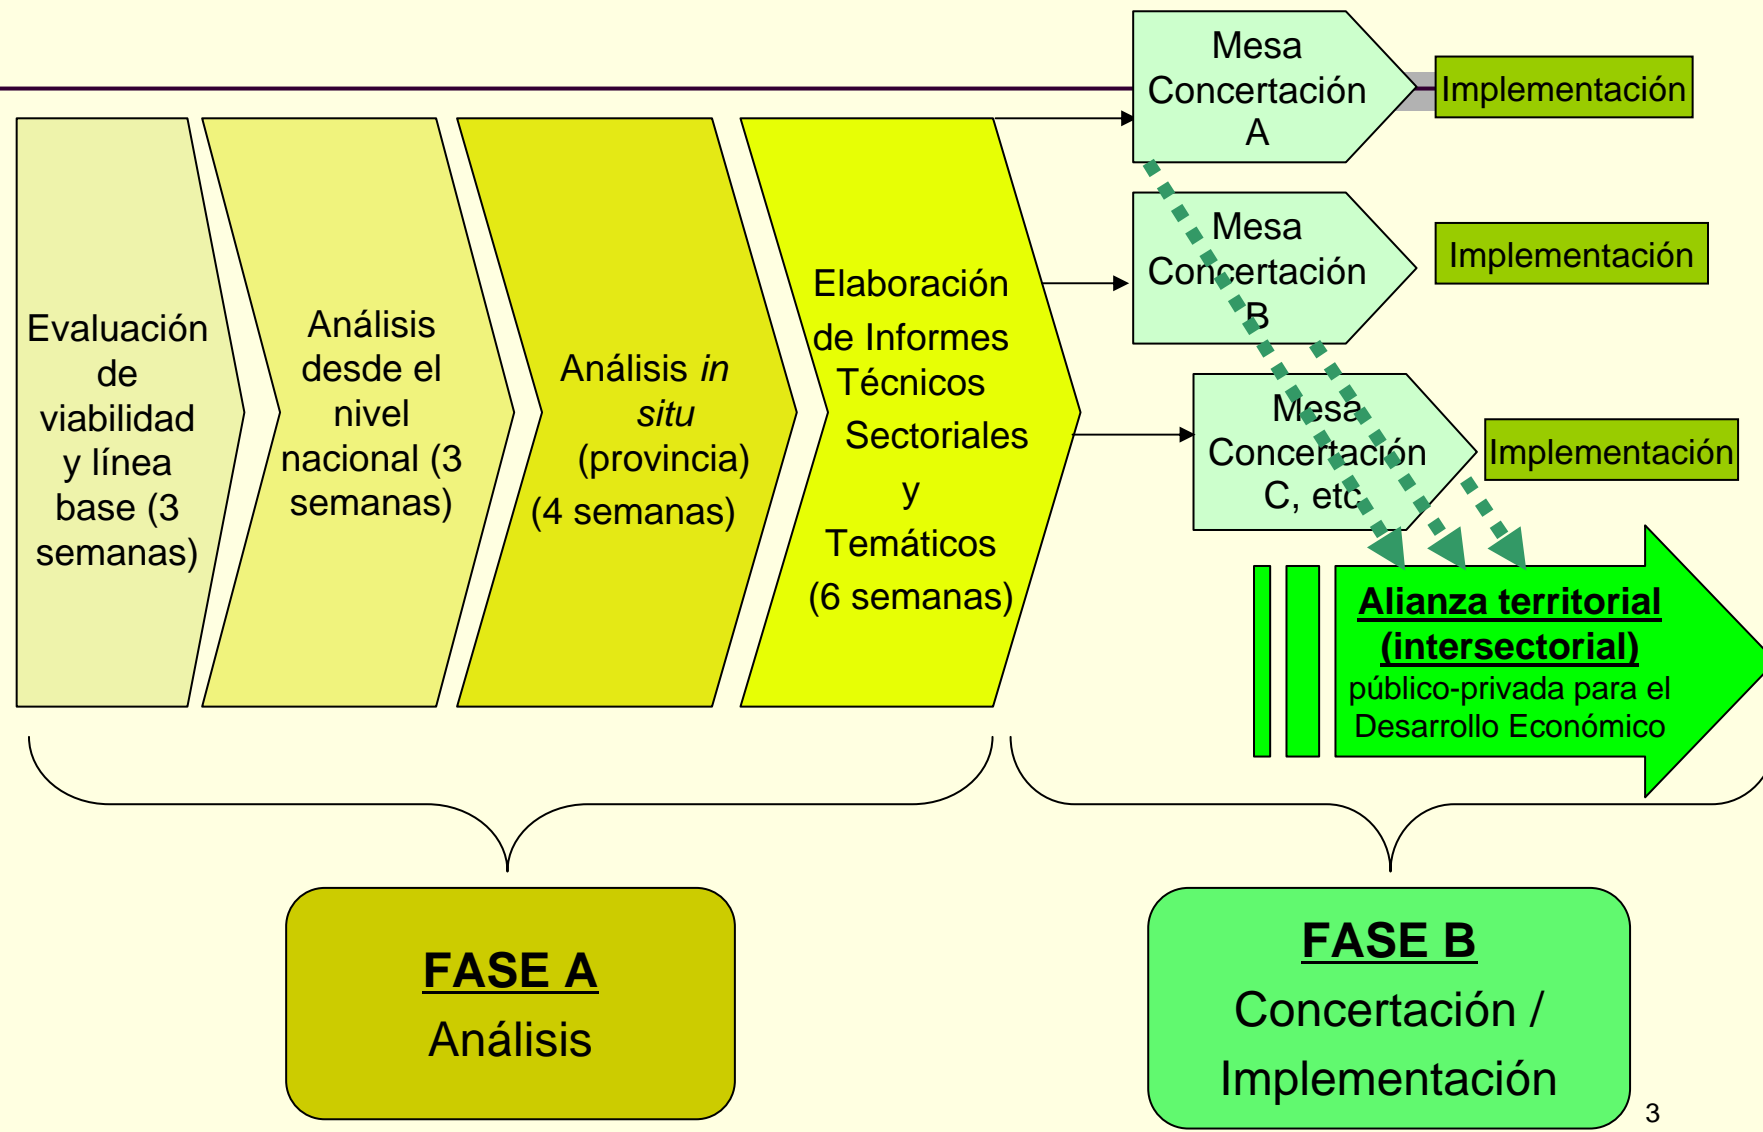 Evaluación
de
viabilidad
y línea
base (3
semanas)
Análisis
desde el
nivel
nacional (3
semanas)
Análisis in
situ
(provincia)
(4 semanas)
Elaboración
de Informes
Técnicos
Sectoriales
y
Temáticos
(6 semanas)
Mesa
Concertación
A
Implementación
Mesa
Concertación
B
Implementación
Mesa
Concertación
C, etc
Implementación
Alianza territorial
(intersectorial)
público-privada para el
Desarrollo Económico
FASE A
Análisis
FASE B
Concertación /
Implementación
3